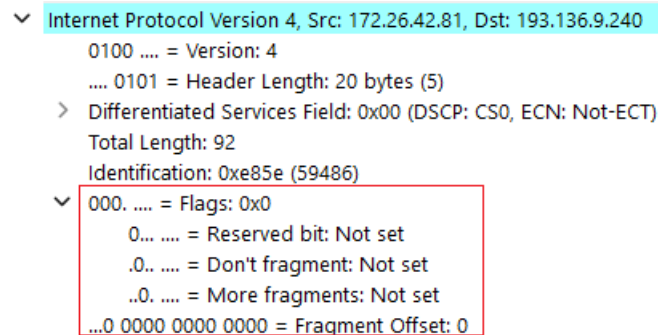 Internet Protocol Version 4, Src: 172.26.42.81, Dst: 193.136.9.240
0100 .... = Version: 4
.... 0101 = Header Length: 20 bytes (5)
Differentiated Services Field: 0x00 (DSCP: CS0, ECN: Not-ECT)
Total Length: 92
Identification: 0xe85e (59486)
000. .... = Flags: 0x0
0... .... = Reserved bit: Not set
.0.. .... = Don't fragment: Not set
..0. .... = More fragments: Not set
...0 0000 0000 0000 = Fragment Offset: 0